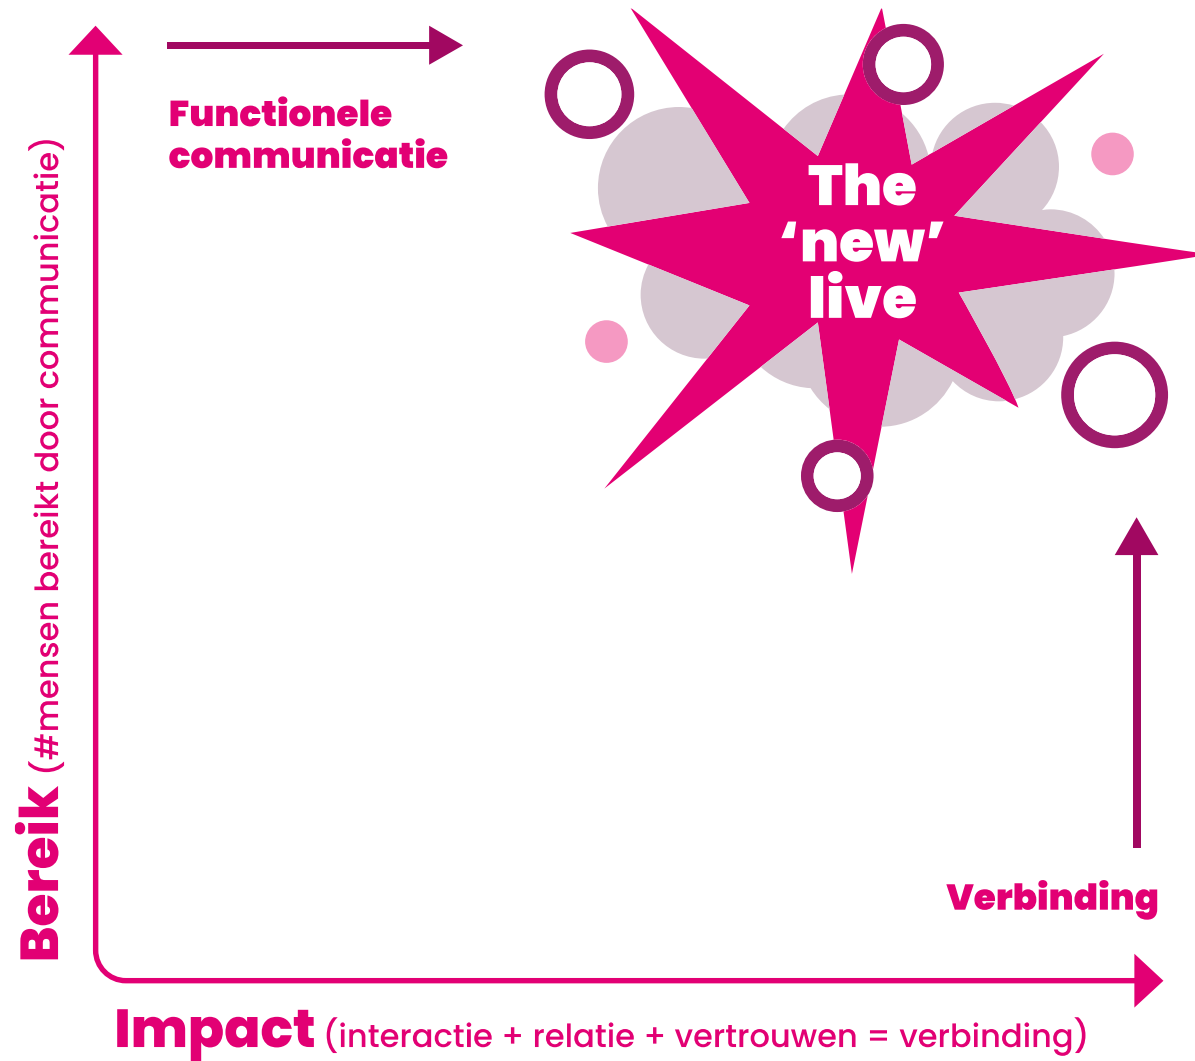 Functionele
communicatie
The
‘new’
live
Bereik (#mensen bereikt door communicatie)
Verbinding
Impact (interactie + relatie + vertrouwen = verbinding)